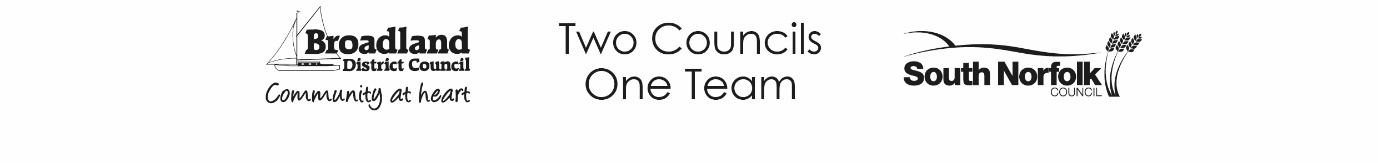 Broadland
District Council
Community at heart
Two Councils
One Team
South Norfolk
COUNCIL